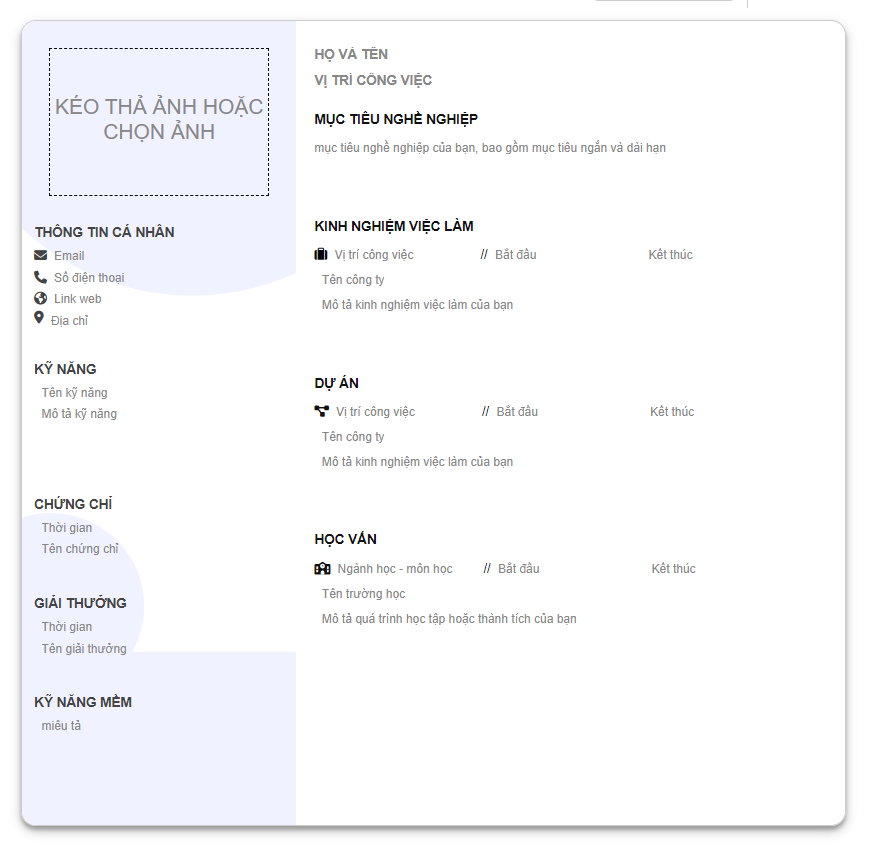 KÉO THẢ ẢNH HOẶC
CHỌN ẢNH
THÔNG TIN CÁ NHÂN
Email
Số điện thoại
Link web
Địa chỉ
KỸ NĂNG
Tên kỹ năng
Mô tả kỹ năng
CHỨNG CHỈ
Thời gian
Tên chứng chỉ
GIẢI THƯỞNG
Thời gian
Tên giải thưởng
KỸ NĂNG MỀM
miêu tả
HỌ VÀ TÊN
VỊ TRÍ CÔNG VIỆC
MỤC TIÊU NGHỀ NGHIỆP
mục tiêu nghề nghiệp của bạn, bao gồm mục tiêu ngắn và dài hạn
KINH NGHIỆM VIỆC LÀM
Vị trí công việc // Bắt đầu Kết thúc
Tên công ty
Mô tả kinh nghiệm việc làm của bạn
DỰ ÁN
Vị trí công việc // Bắt đầu Kết thúc
Tên công ty
Mô tả kinh nghiệm việc làm của bạn
HỌC VẤN
Ngành học - môn học // Bắt đầu Kết thúc
Tên trường học
Mô tả quá trình học tập hoặc thành tích của bạn